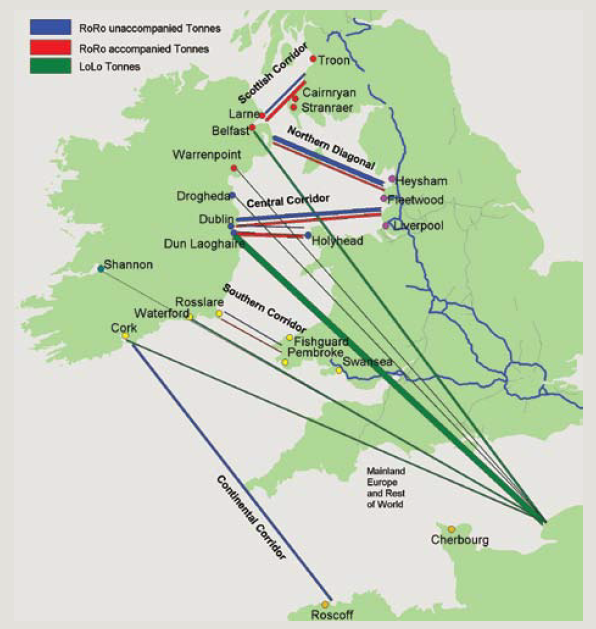 RoRo unaccompanied Tonnes
RoRo accompanied Tonnes
LoLo Tonnes
Scottish Corridor
Troon
Cairnryan
Stranraer
Larne
Belfast
Northern Diagonal
Warrenpoint
Heysham
Drogheda
Central Corridor
Fleetwood
Dublin
Liverpool
Dun Laoghaire
Holyhead
Shannon
Rosslare
Southern Corridor
Waterford
Cork
Fishguard
Pembroke
Swansea
Mainland
Europe
and Rest
of World
Continental Corridor
Cherbourg
Roscoff